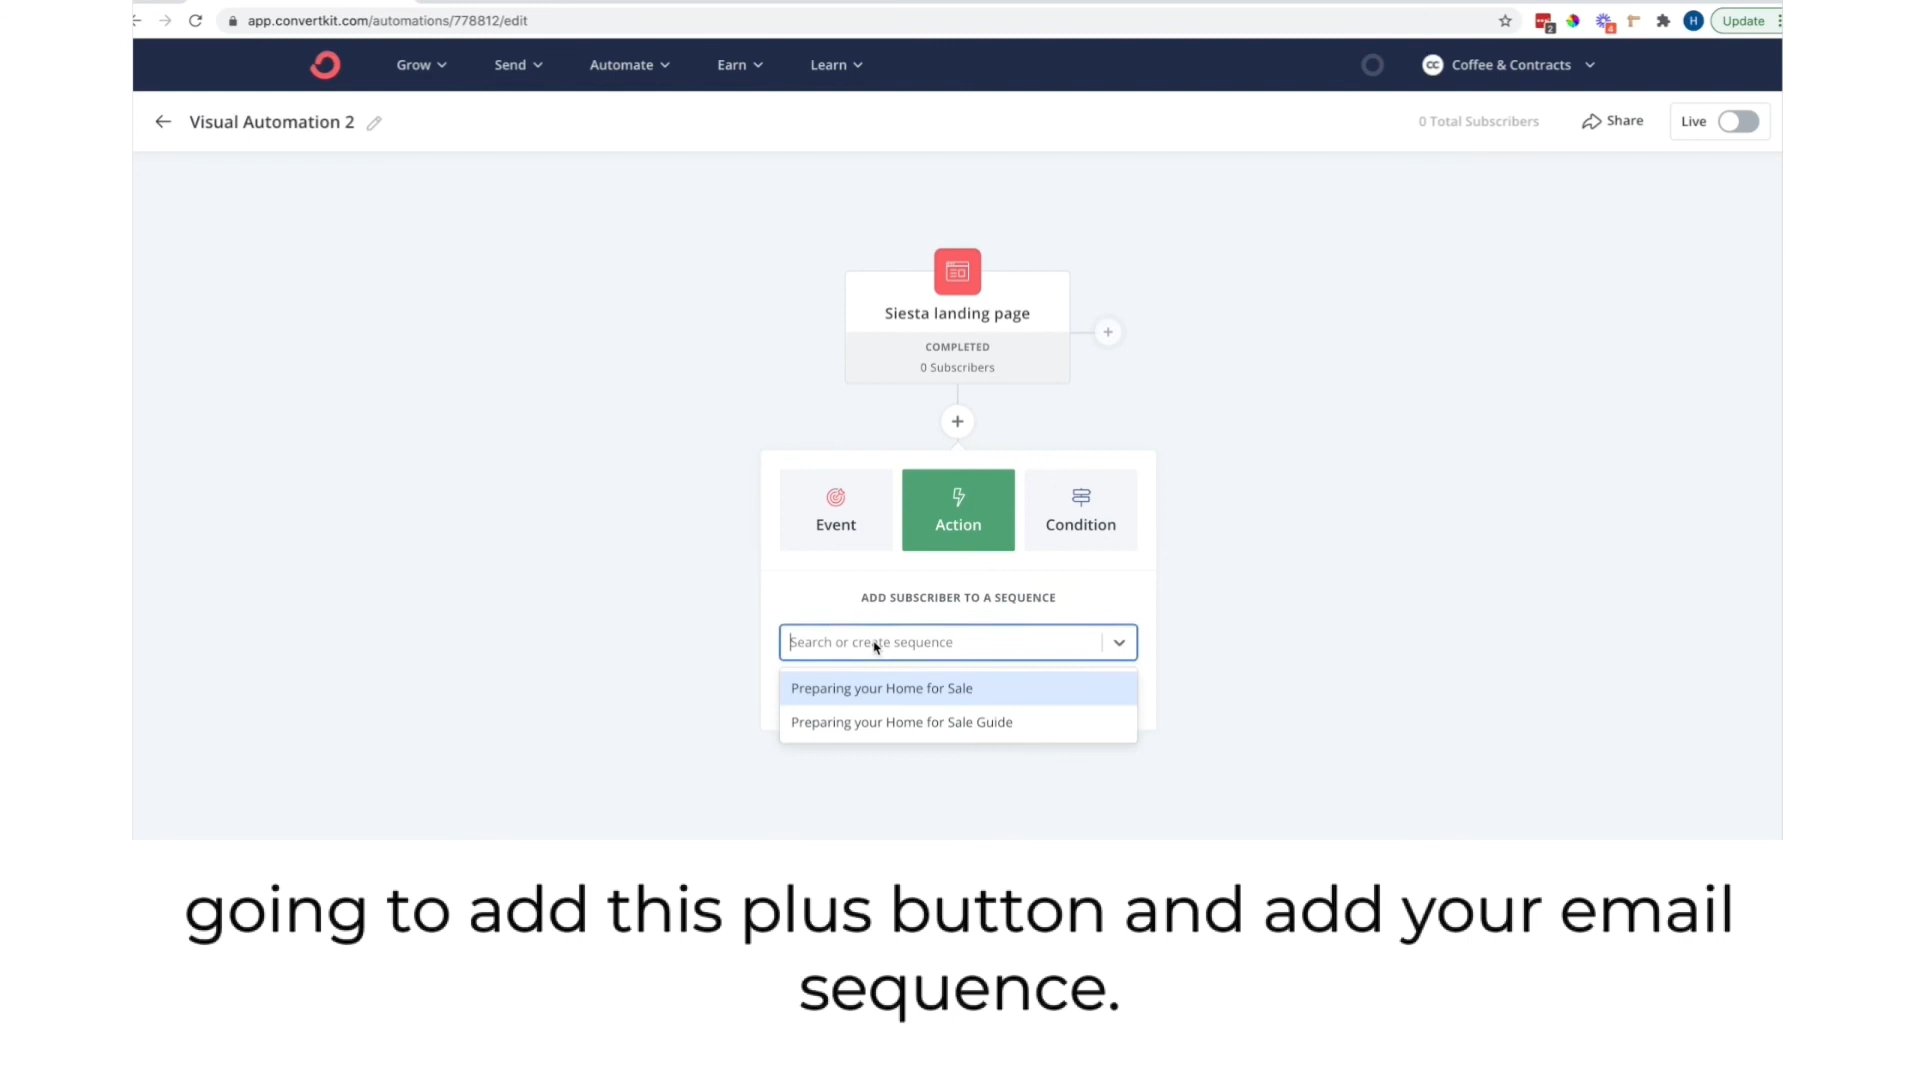 app.convertkit.com/automations/778812/edit
2
4
H
Update
Grow
Send
Automate
Earn
Learn
CC
Coffee & Contracts
Visual Automation 2
0 Total Subscribers
Share
Live
Siesta landing page
COMPLETED
0 Subscribers
+
+
Event
Action
Condition
ADD SUBSCRIBER TO A SEQUENCE
Search or create sequence
Preparing your Home for Sale
Preparing your Home for Sale Guide
going to add this plus button and add your email
sequence.